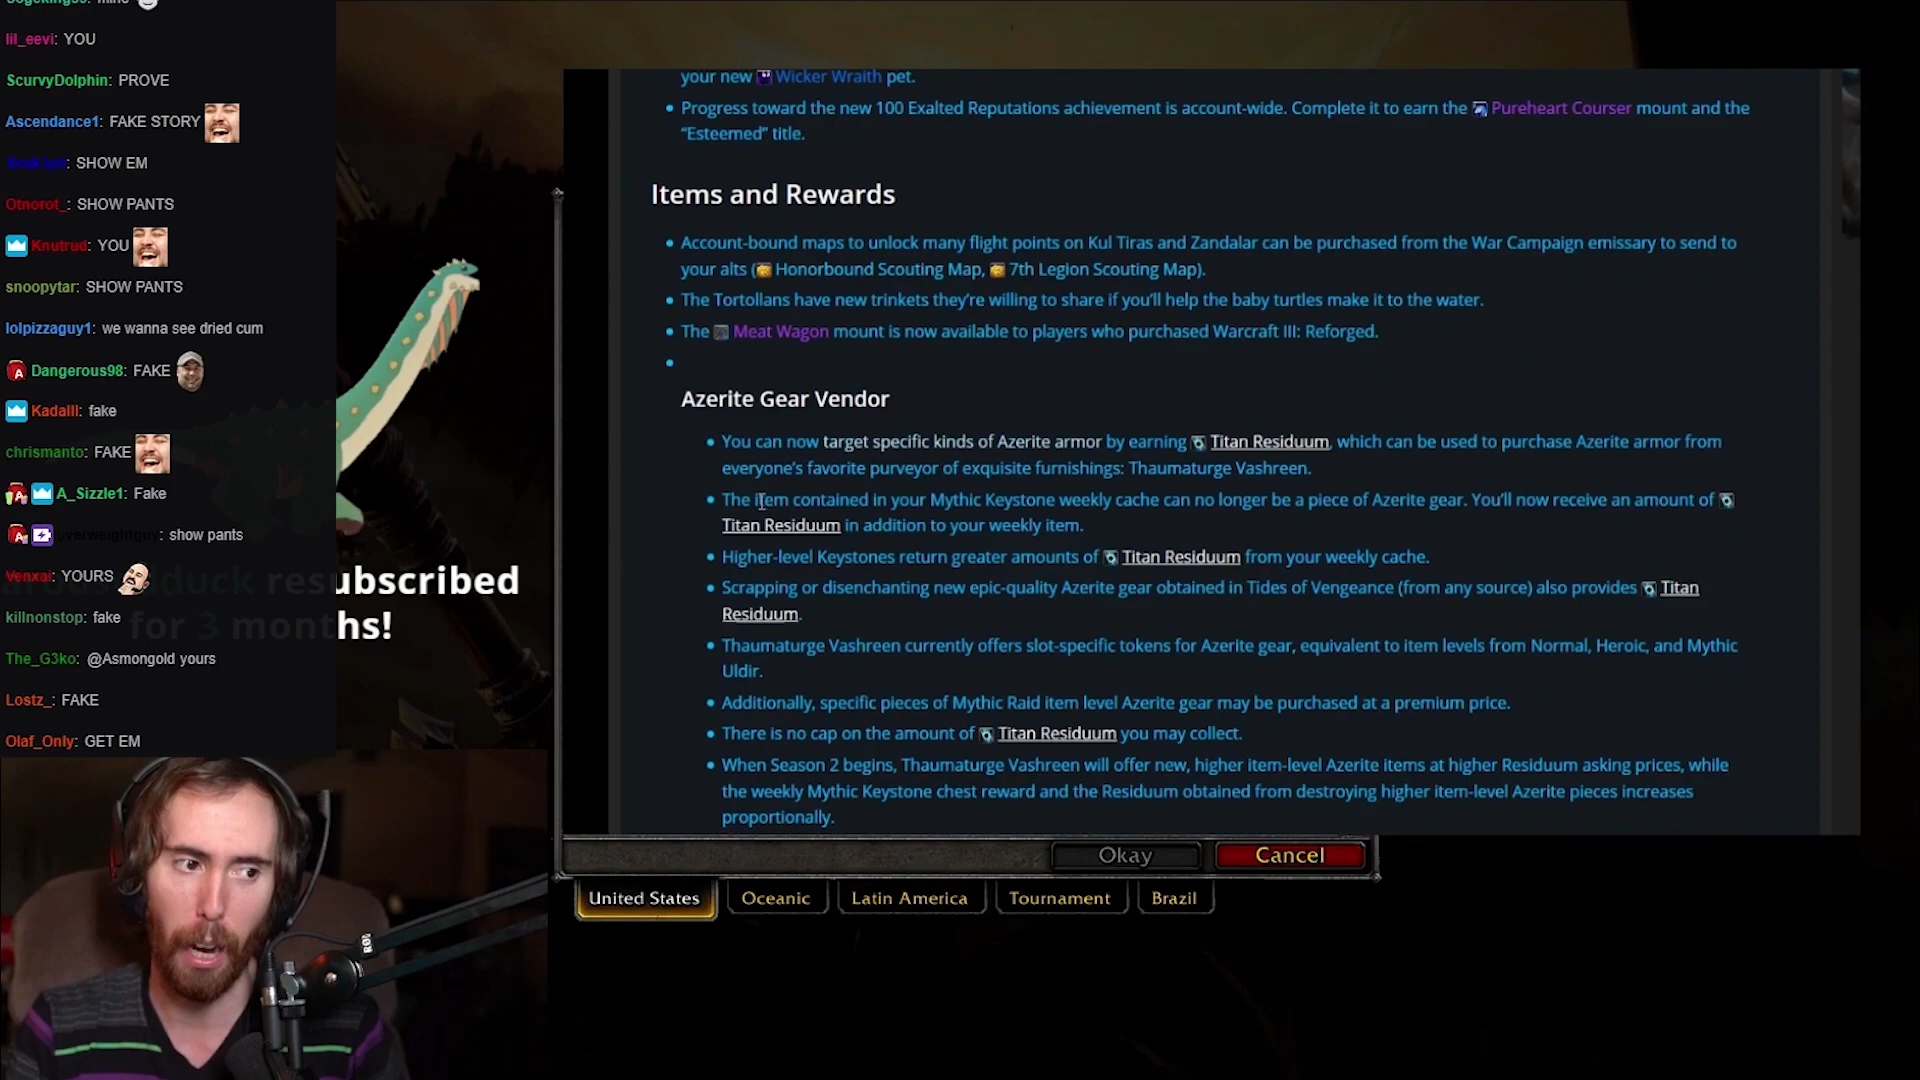 lil_eevi: YOU
ScurvyDolphin: PROVE
Ascendance1: FAKE STORY
SHOW EM
Otnorot_: SHOW PANTS
Knutrud: YOU
snoopytar: SHOW PANTS
lolpizzaguy1: we wanna see dried cum
Dangerous98: FAKE
Kadalll: fake
chrismanto: FAKE
A_Sizzle1: Fake
overweightguy: show pants
Venxai: YOURS
killnonstop: fake
The_G3ko: @Asmongold yours
Lostz_: FAKE
Olaf_Only: GET EM
duck resubscribed
for 3 months!
your new Wicker Wraith pet.
Progress toward the new 100 Exalted Reputations achievement is account-wide. Complete it to earn the Pureheart Courser mount and the
“Esteemed” title.
Items and Rewards
Account-bound maps to unlock many flight points on Kul Tiras and Zandalar can be purchased from the War Campaign emissary to send to
your alts (Honorbound Scouting Map, 7th Legion Scouting Map).
The Tortollans have new trinkets they’re willing to share if you’ll help the baby turtles make it to the water.
The Meat Wagon mount is now available to players who purchased Warcraft III: Reforged.
Azerite Gear Vendor
You can now target specific kinds of Azerite armor by earning Titan Residuum, which can be used to purchase Azerite armor from
everyone’s favorite purveyor of exquisite furnishings: Thaumaturge Vashreen.
The item contained in your Mythic Keystone weekly cache can no longer be a piece of Azerite gear. You’ll now receive an amount of
Titan Residuum in addition to your weekly item.
Higher-level Keystones return greater amounts of Titan Residuum from your weekly cache.
Scrapping or disenchanting new epic-quality Azerite gear obtained in Tides of Vengeance (from any source) also provides Titan
Residuum.
Thaumaturge Vashreen currently offers slot-specific tokens for Azerite gear, equivalent to item levels from Normal, Heroic, and Mythic
Uldir.
Additionally, specific pieces of Mythic Raid item level Azerite gear may be purchased at a premium price.
There is no cap on the amount of Titan Residuum you may collect.
When Season 2 begins, Thaumaturge Vashreen will offer new, higher item-level Azerite items at higher Residuum asking prices, while
the weekly Mythic Keystone chest reward and the Residuum obtained from destroying higher item-level Azerite pieces increases
proportionally.
Okay
Cancel
United States
Oceanic
Latin America
Tournament
Brazil